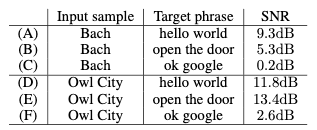 Input sample Target phrase SNR
(A) Bach hello world 9.3dB
(B) Bach open the door 5.3dB
(C) Bach ok google 0.2dB
(D) Owl City hello world 11.8dB
(E) Owl City open the door 13.4dB
(F) Owl City ok google 2.6dB